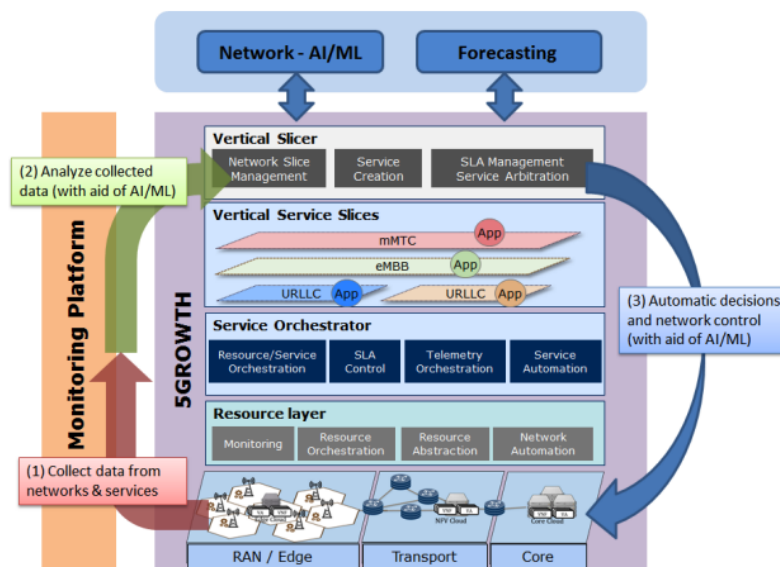 Network - AI/ML
Forecasting
Vertical Slicer
Network Slice
Management
Service
Creation
SLA Management
Service Arbitration
(2) Analyze collected
data (with aid of AI/ML)
Vertical Service Slices
App
mMTC
App
eMBB
URLLC
App
URLLC
App
(3) Automatic decisions
and network control
(with aid of AI/ML)
Monitoring Platform
5GROWTH
Service Orchestrator
Resource/Service
Orchestration
SLA
Control
Telemetry
Orchestration
Service
Automation
Resource layer
Monitoring
Resource
Orchestration
Resource
Abstraction
Network
Automation
(1) Collect data from
networks & services
Edge Cloud
NFV Cloud
Core Cloud
RAN / Edge
Transport
Core